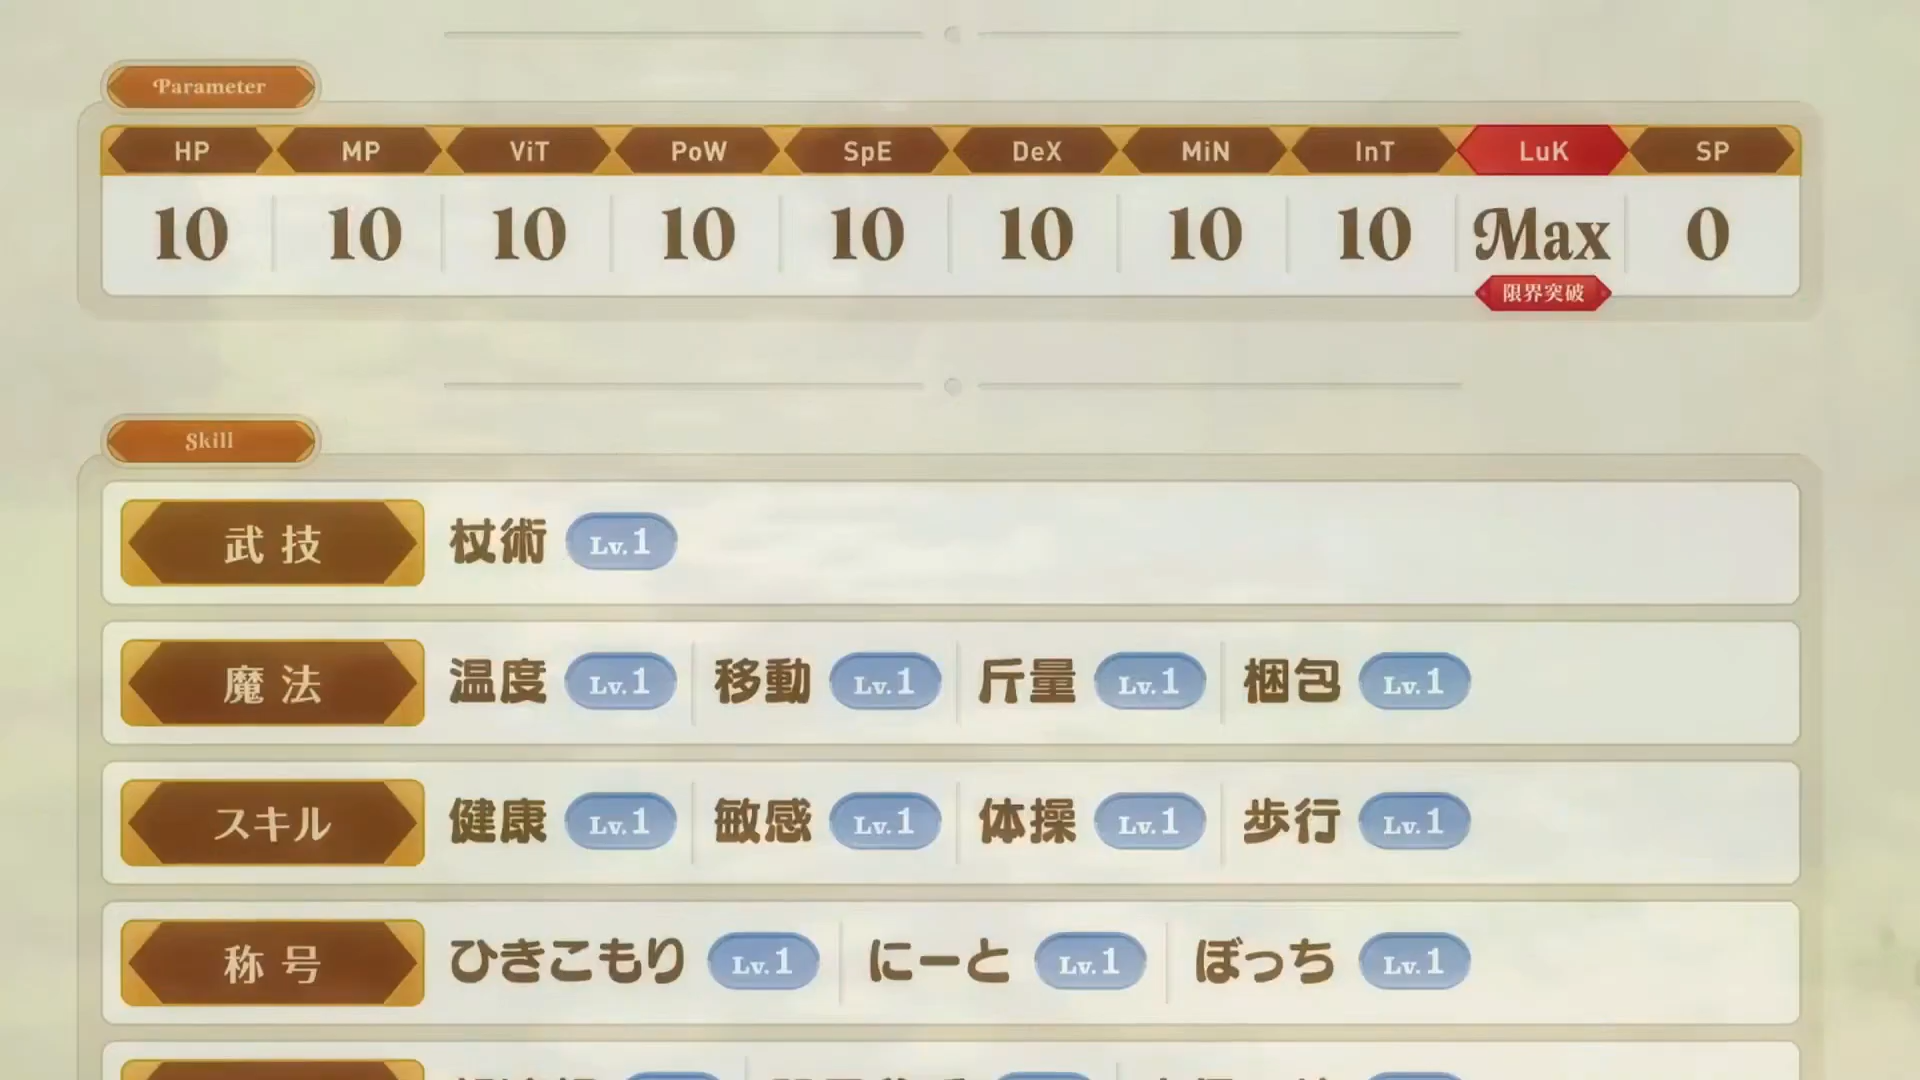 Parameter
HP MP ViT PoW SpE DeX MiN InT LuK SP
10 10 10 10 10 10 10 10 Max 0
限界突破
Skill
武技 杖術 Lv.1
魔法 温度 Lv.1 移動 Lv.1 斤量 Lv.1 梱包 Lv.1
スキル 健康 Lv.1 敏感 Lv.1 体操 Lv.1 歩行 Lv.1
称号 ひきこもり Lv.1 にーと Lv.1 ぼっち Lv.1